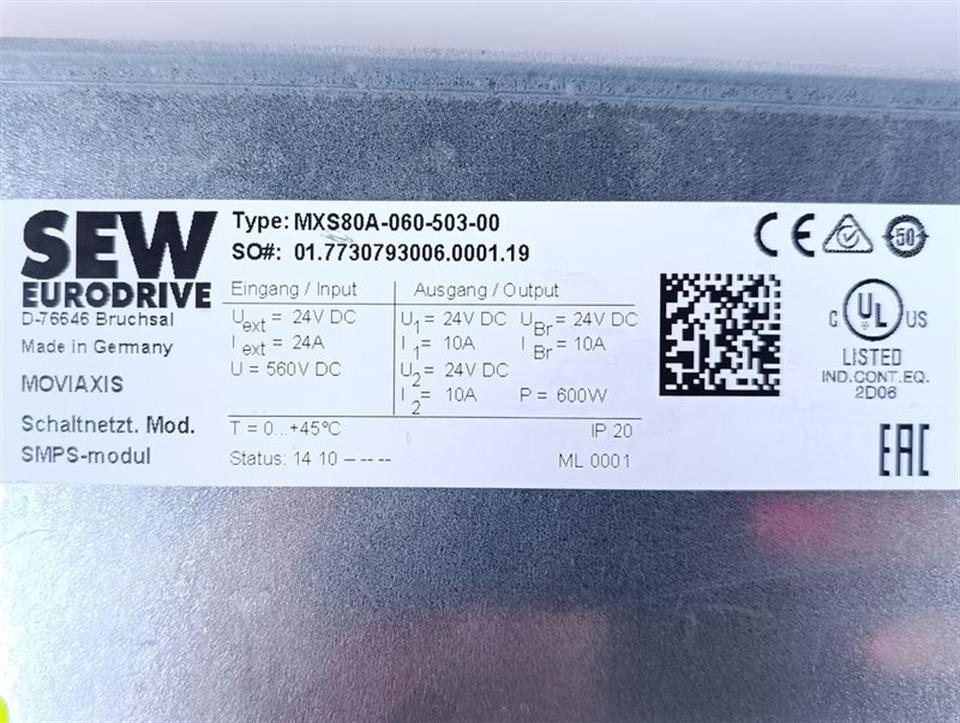 SEW
EURODRIVE
D-76646 Bruchsal
Made in Germany
MOVIAXIS
Schaltnetzt. Mod.
SMPS-modul
Type: MXS80A-060-503-00
SO#: 01.7730793006.0001.19
Eingang / Input
Uext = 24V DC
Iext = 24A
U = 560V DC
Ausgang / Output
U1= 24V DC UBr= 24V DC
I1= 10A IBr= 10A
U2= 24V DC
I2= 10A P = 600W
T = 0...+45°C IP 20
Status: 14 10 -- -- -- ML 0001
CE 50
C UL US
LISTED
IND.CONT.EQ.
2D06
EAC